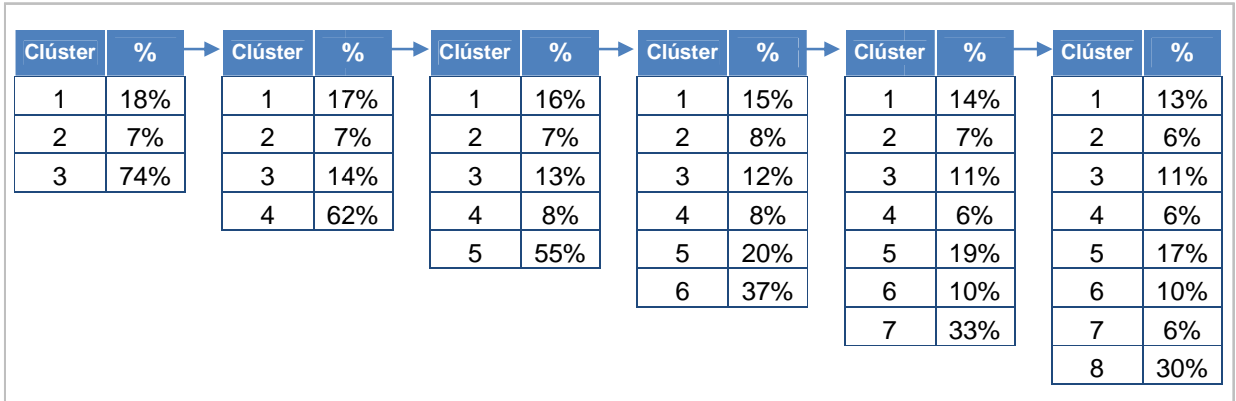 Clúster % Clúster % Clúster % Clúster % Clúster % Clúster %
1 18% 1 17% 1 16% 1 15% 1 14% 1 13%
2 7% 2 7% 2 7% 2 8% 2 7% 2 6%
3 74% 3 14% 3 13% 3 12% 3 11% 3 11%
4 62% 4 8% 4 8% 4 6% 4 6%
5 55% 5 20% 5 19% 5 17%
6 37% 6 10% 6 10%
7 33% 7 6%
8 30%